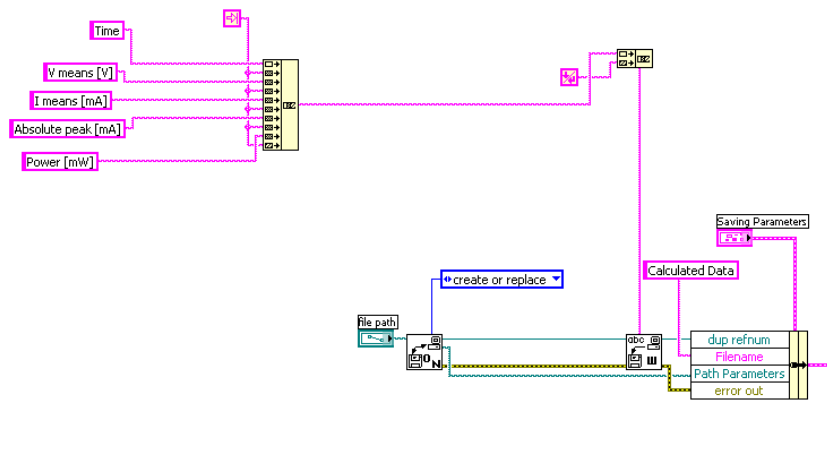 Time
V means [V]
I means [mA]
Absolute peak [mA]
Power [mW]
Saving Parameters
Calculated Data
create or replace
file path
abc
dup refnum
Filename
Path Parameters
error out